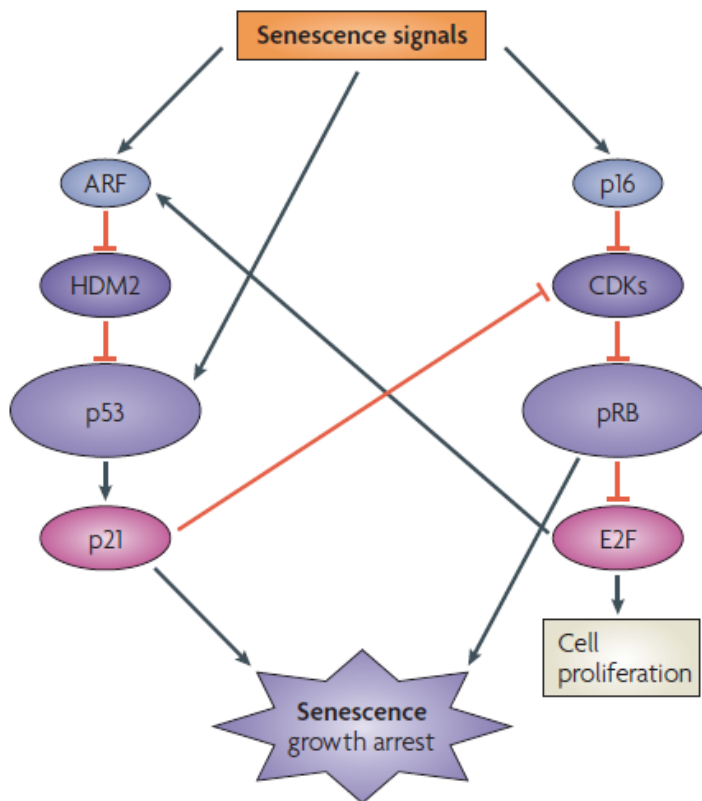 Senescence signals
ARF
p16
HDM2
CDKs
p53
pRB
p21
E2F
Cell
proliferation
Senescence
growth arrest